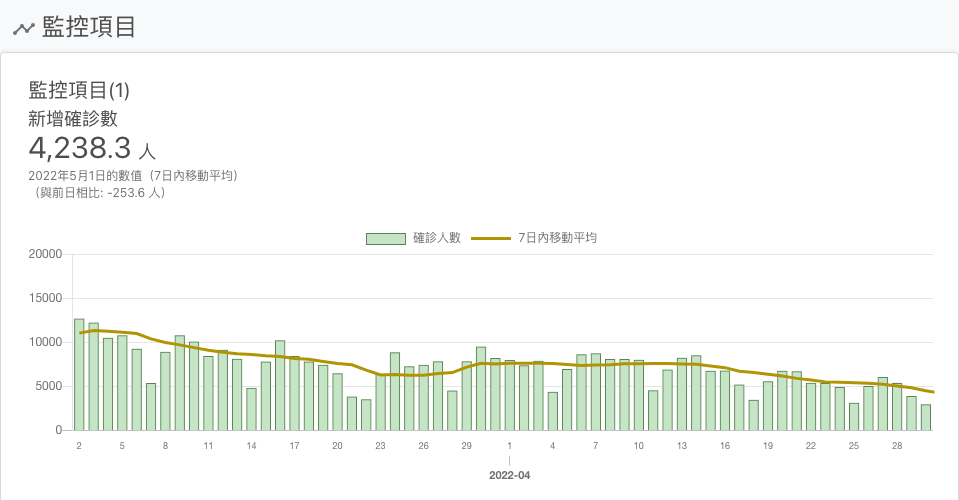 監控項目
監控項目(1)
新增確診數
4,238.3 人
2022年5月1日的數值（7日內移動平均）
（與前日相比: -253.6 人）
確診人數 7日內移動平均
20000
15000
10000
5000
0
2 5 8 11 14 17 20 23 26 29 1 4 7 10 13 16 19 22 25 28
2022-04